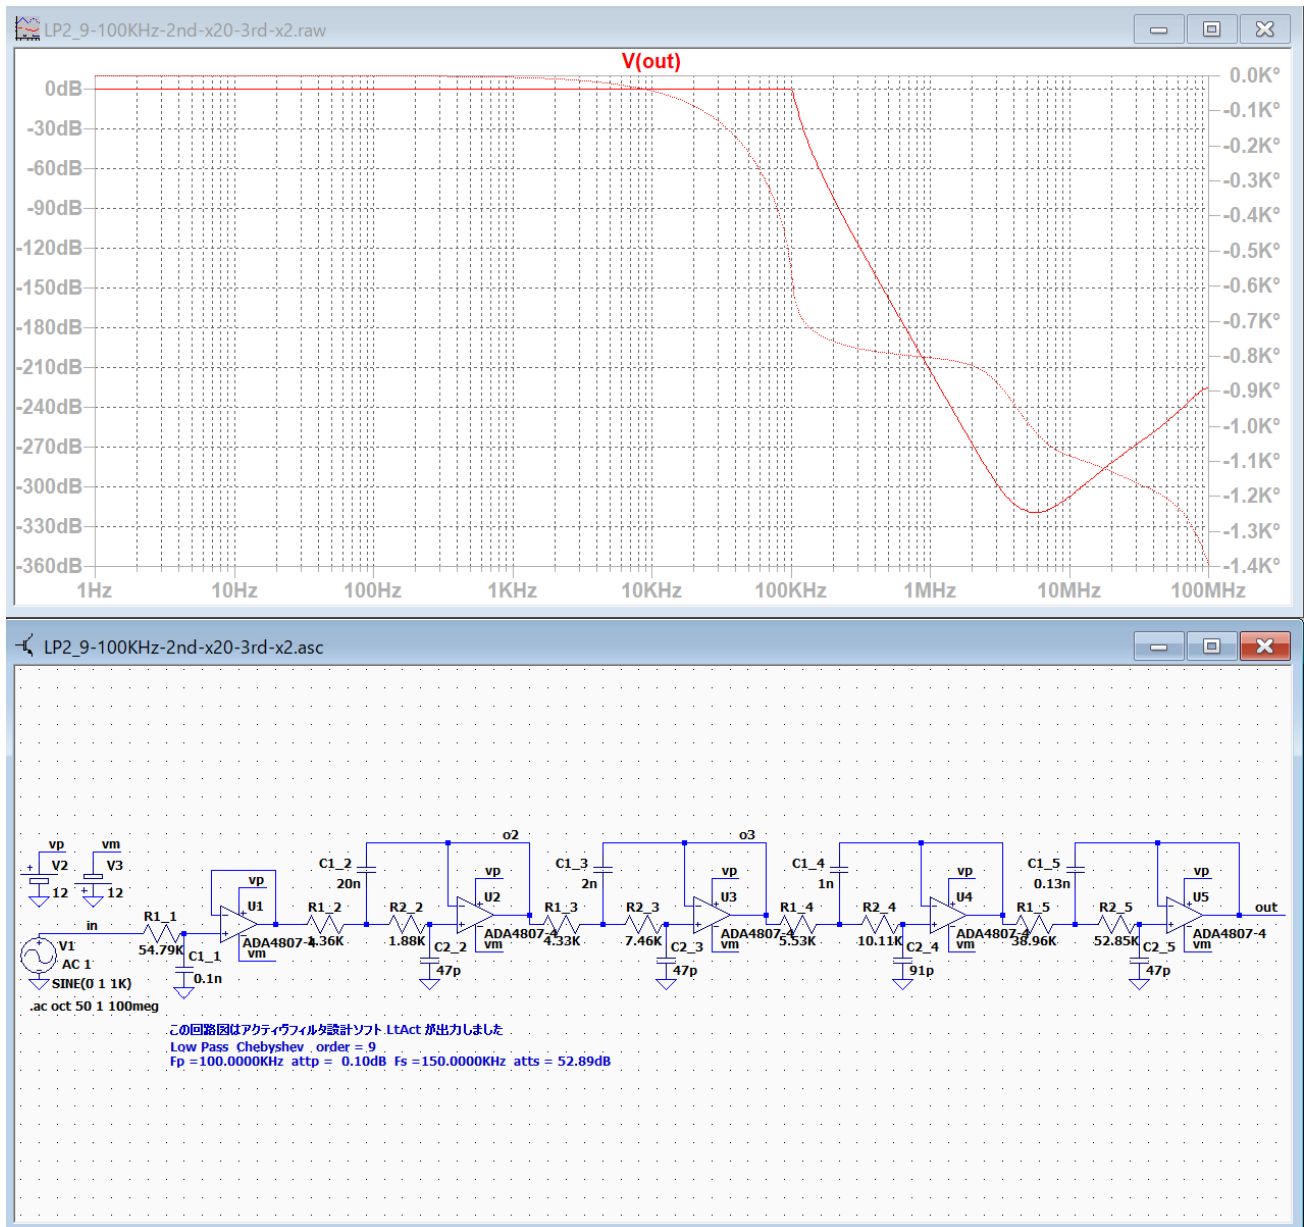 LP2_9-100KHz-2nd-x20-3rd-x2.raw
V(out)
0dB
-30dB
-60dB
-90dB
-120dB
-150dB
-180dB
-210dB
-240dB
-270dB
-300dB
-330dB
-360dB
0.0K°
-0.1K°
-0.2K°
-0.3K°
-0.4K°
-0.5K°
-0.6K°
-0.7K°
-0.8K°
-0.9K°
-1.0K°
-1.1K°
-1.2K°
-1.3K°
-1.4K°
1Hz 10Hz 100Hz 1KHz 10KHz 100KHz 1MHz 10MHz 100MHz
LP2_9-100KHz-2nd-x20-3rd-x2.asc
vp vm
V2 V3
12 12
in
V1
AC 1
SINE(0 1 1K)
.ac oct 50 1 100meg
R1_1
54.79K
C1_1
0.1n
vp
U1
ADA4807-4
vm
R1_2
1.36K
C1_2
20n
R2_2
1.88K
C2_2
47p
o2
vp
U2
ADA4807-4
vm
R1_3
4.33K
C1_3
2n
R2_3
7.46K
C2_3
47p
o3
vp
U3
ADA4807-4
vm
R1_4
5.53K
C1_4
1n
R2_4
10.11K
C2_4
91p
vp
U4
ADA4807-4
vm
R1_5
38.96K
C1_5
0.13n
R2_5
52.85K
C2_5
47p
vp
U5
ADA4807-4
vm
out
この回路図はアクティヴフィルタ設計ソフト LtAct が出力しました
Low Pass Chebyshev order = 9
Fp =100.0000KHz attp = 0.10dB Fs =150.0000KHz atts = 52.89dB